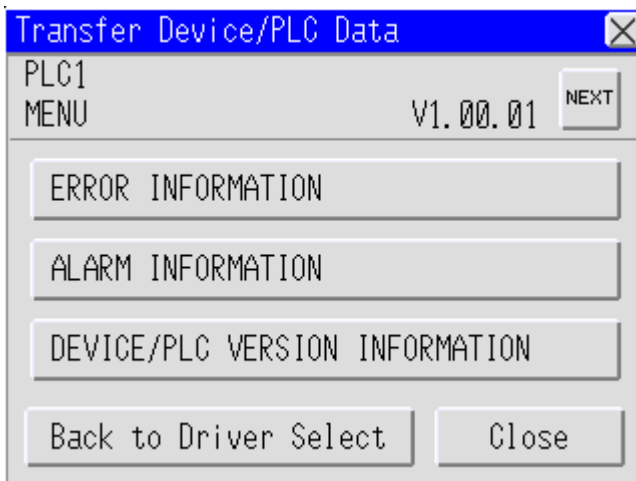 Transfer Device/PLC Data
PLC1
MENU V1.00.01 NEXT
ERROR INFORMATION
ALARM INFORMATION
DEVICE/PLC VERSION INFORMATION
Back to Driver Select Close